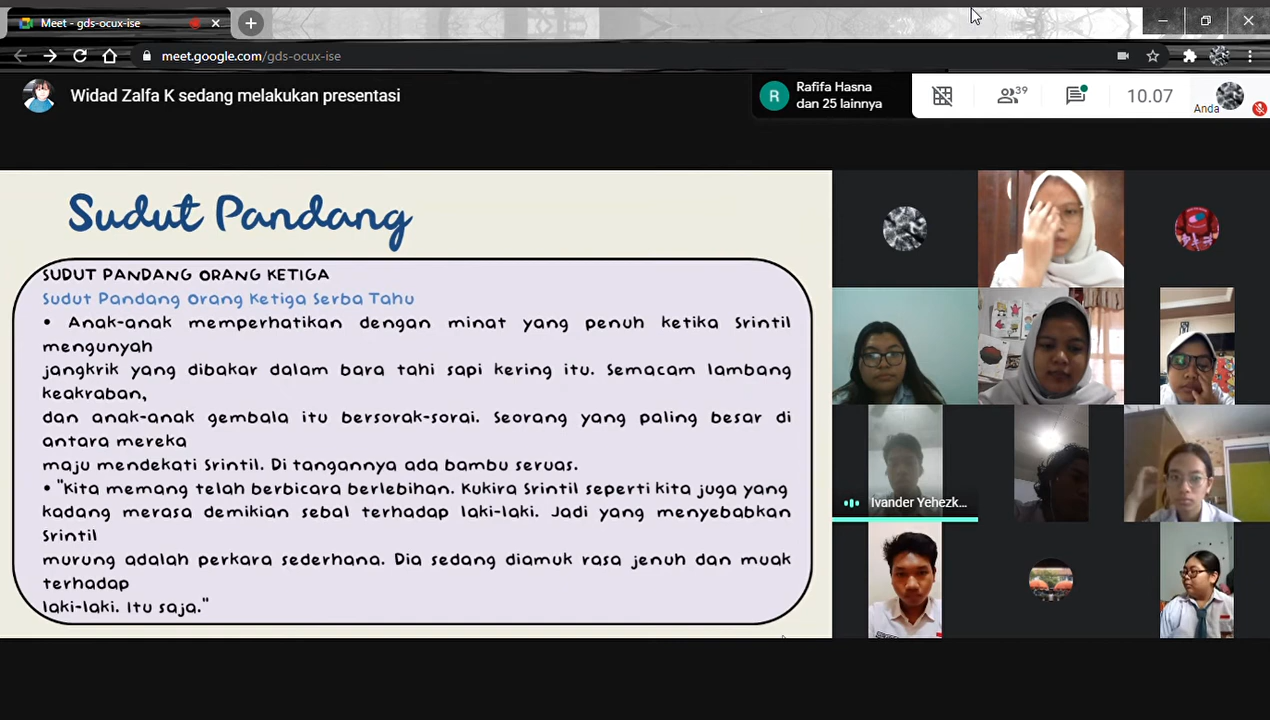 Meet - gds-ocux-ise
meet.google.com/gds-ocux-ise
Widad Zalfa K sedang melakukan presentasi
R
Rafifa Hasna
dan 25 lainnya
39
10.07
Anda
Sudut Pandang
SUDUT PANDANG ORANG KETIGA
Sudut Pandang Orang Ketiga Serba Tahu
• Anak-anak memperhatikan dengan minat yang penuh ketika Srintil
mengunyah
jangkrik yang dibakar dalam bara tahi sapi kering itu. Semacam lambang
keakraban,
dan anak-anak gembala itu bersorak-sorai. Seorang yang paling besar di
antara mereka
maju mendekati Srintil. Di tangannya ada bambu seruas.
• "Kita memang telah berbicara berlebihan. Kukira Srintil seperti kita juga yang
kadang merasa demikian sebal terhadap laki-laki. Jadi yang menyebabkan
Srintil
murung adalah perkara sederhana. Dia sedang diamuk rasa jenuh dan muak
terhadap
laki-laki. Itu saja."
Ivander Yehezk...